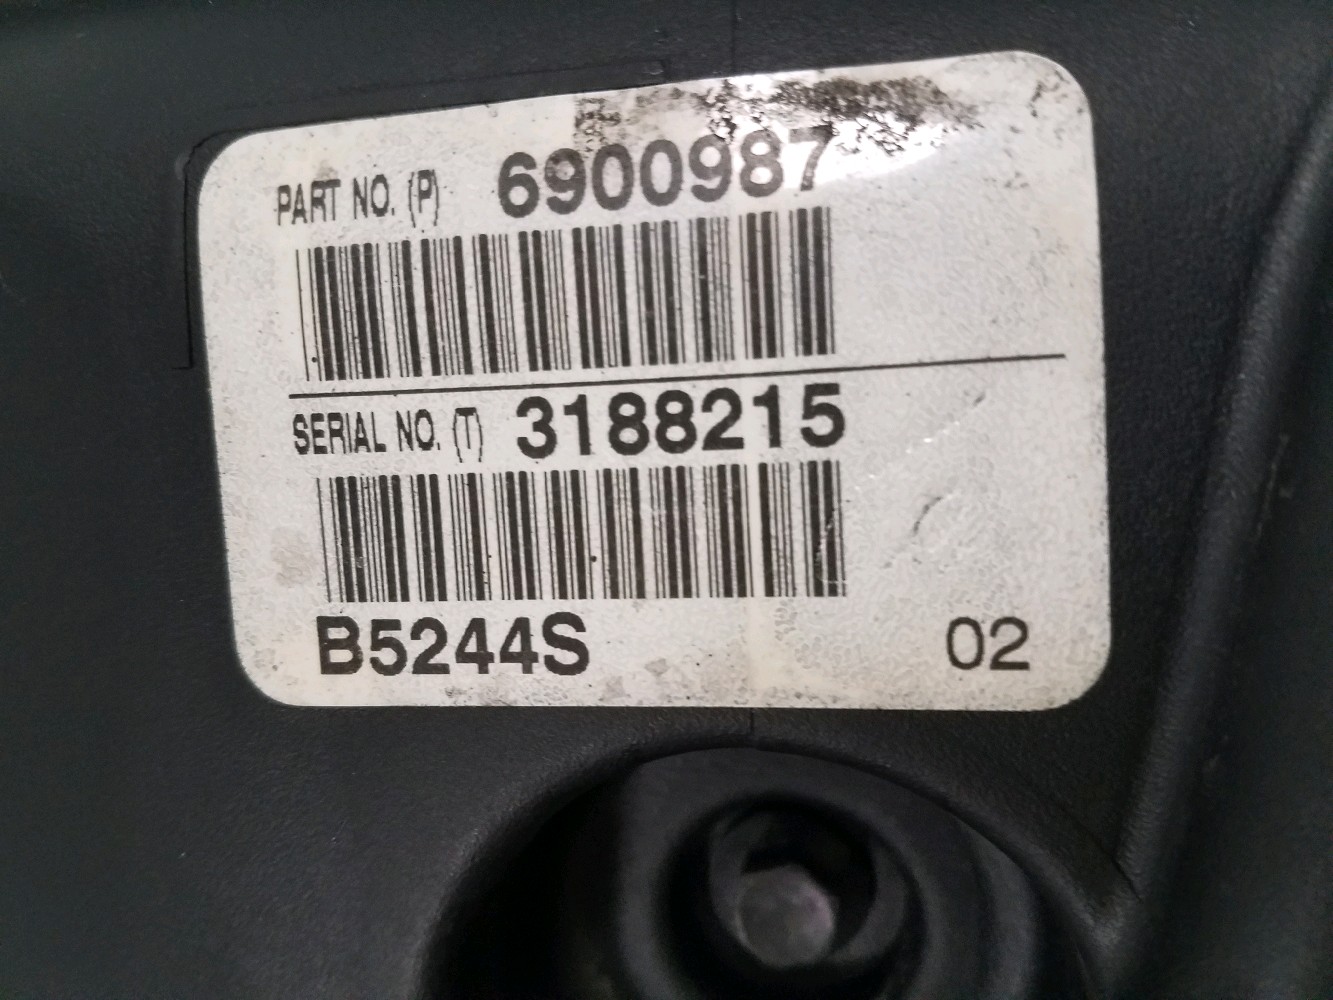 PART NO. (P) 6900987
SERIAL NO. (T) 3188215
B5244S 02